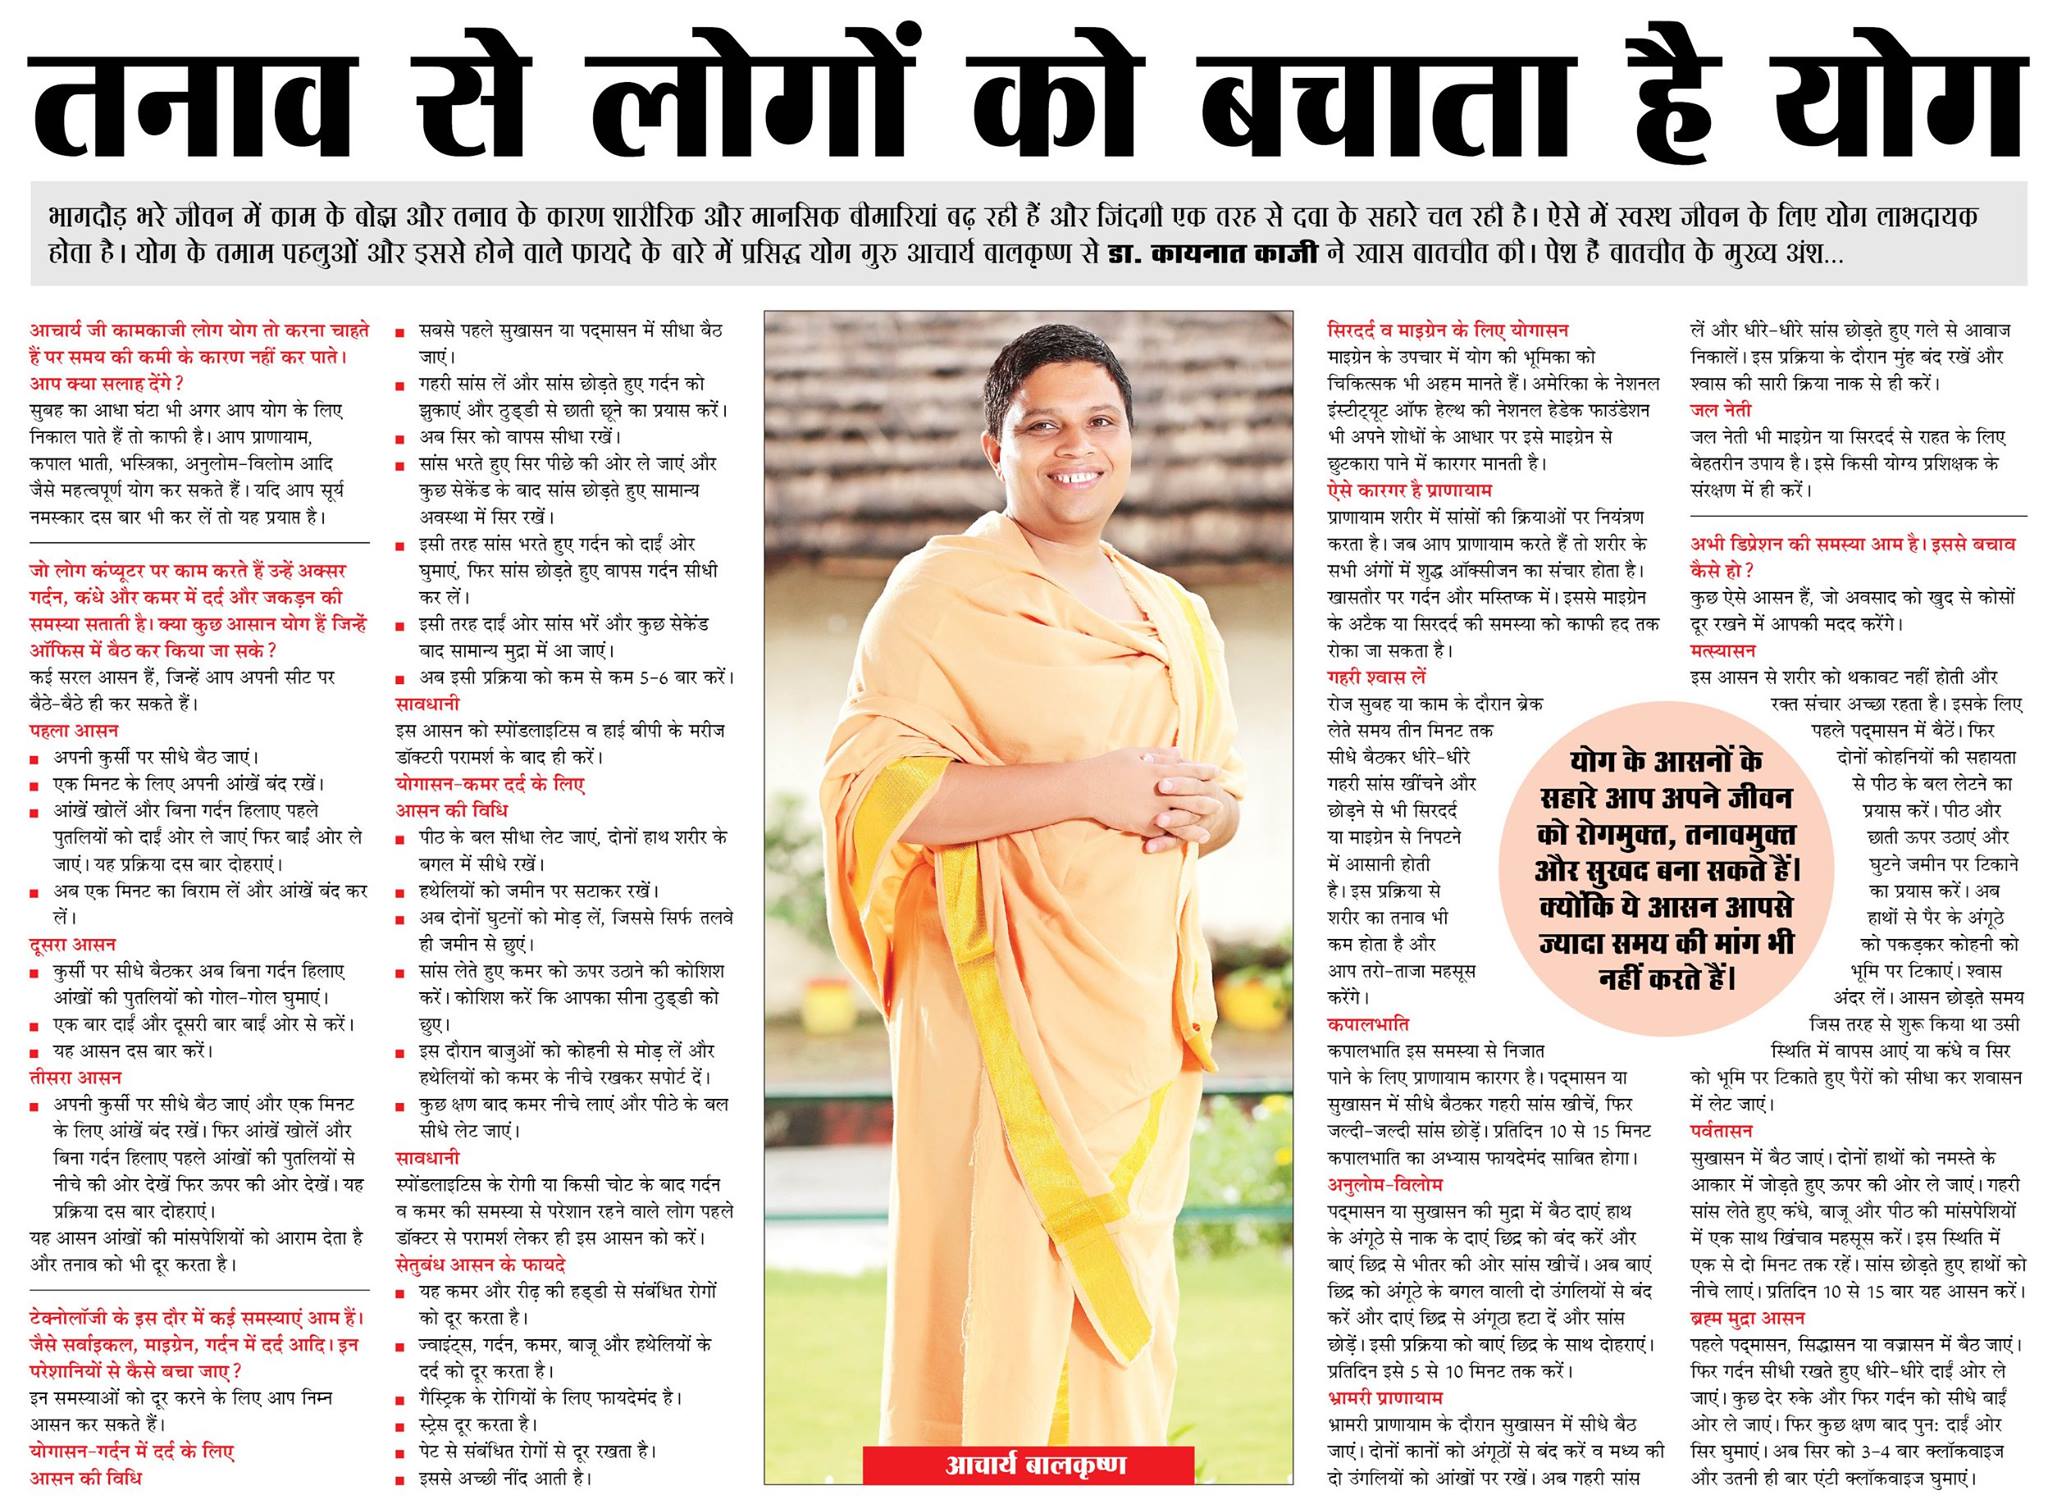 तनाव से लोगों को बचाता है योग
भागदौड़ भरे जीवन में काम के बोझ और तनाव के कारण शारीरिक और मानसिक बीमारियां बढ़ रही हैं और जिंदगी एक तरह से दवा के सहारे चल रही है। ऐसे में स्वस्थ जीवन के लिए योग लाभदायक
होता है। योग के तमाम पहलुओं और इससे होने वाले फायदे के बारे में प्रसिद्ध योग गुरु आचार्य बालकृष्ण से डा. कायनात काजी ने खास बातचीत की। पेश हैं बातचीत के मुख्य अंश...
आचार्य जी कामकाजी लोग योग तो करना चाहते
हैं पर समय की कमी के कारण नहीं कर पाते।
आप क्या सलाह देंगे?
सुबह का आधा घंटा भी अगर आप योग के लिए
निकाल पाते हैं तो काफी है। आप प्राणायाम,
कपाल भाती, भस्त्रिका, अनुलोम-विलोम आदि
जैसे महत्वपूर्ण योग कर सकते हैं। यदि आप सूर्य
नमस्कार दस बार भी कर लें तो यह प्रयाप्त है।
जो लोग कंप्यूटर पर काम करते हैं उन्हें अक्सर
गर्दन, कंधे और कमर में दर्द और जकड़न की
समस्या सताती है। क्या कुछ आसान योग हैं जिन्हें
ऑफिस में बैठ कर किया जा सके?
कई सरल आसन हैं, जिन्हें आप अपनी सीट पर
बैठे-बैठे ही कर सकते हैं।
पहला आसन
■ अपनी कुर्सी पर सीधे बैठ जाएं।
■ एक मिनट के लिए अपनी आंखें बंद रखें।
■ आंखें खोलें और बिना गर्दन हिलाए पहले
पुतलियों को दाईं ओर ले जाएं फिर बाईं ओर ले
जाएं। यह प्रक्रिया दस बार दोहराएं।
■ अब एक मिनट का विराम लें और आंखें बंद कर
लें।
दूसरा आसन
■ कुर्सी पर सीधे बैठकर अब बिना गर्दन हिलाए
आंखों की पुतलियों को गोल-गोल घुमाएं।
■ एक बार दाईं और दूसरी बार बाईं ओर से करें।
■ यह आसन दस बार करें।
तीसरा आसन
■ अपनी कुर्सी पर सीधे बैठ जाएं और एक मिनट
के लिए आंखें बंद रखें। फिर आंखें खोलें और
बिना गर्दन हिलाए पहले आंखों की पुतलियों से
नीचे की ओर देखें फिर ऊपर की ओर देखें। यह
प्रक्रिया दस बार दोहराएं।
यह आसन आंखों की मांसपेशियों को आराम देता है
और तनाव को भी दूर करता है।
टेक्नोलॉजी के इस दौर में कई समस्याएं आम हैं।
जैसे सर्वाइकल, माइग्रेन, गर्दन में दर्द आदि। इन
परेशानियों से कैसे बचा जाए?
इन समस्याओं को दूर करने के लिए आप निम्न
आसन कर सकते हैं।
योगासन-गर्दन में दर्द के लिए
आसन की विधि
■ सबसे पहले सुखासन या पद्मासन में सीधा बैठ
जाएं।
■ गहरी सांस लें और सांस छोड़ते हुए गर्दन को
झुकाएं और ठुड्डी से छाती छूने का प्रयास करें।
■ अब सिर को वापस सीधा रखें।
■ सांस भरते हुए सिर पीछे की ओर ले जाएं और
कुछ सेकेंड के बाद सांस छोड़ते हुए सामान्य
अवस्था में सिर रखें।
■ इसी तरह सांस भरते हुए गर्दन को दाईं ओर
घुमाएं, फिर सांस छोड़ते हुए वापस गर्दन सीधी
कर लें।
■ इसी तरह दाईं ओर सांस भरें और कुछ सेकेंड
बाद सामान्य मुद्रा में आ जाएं।
■ अब इसी प्रक्रिया को कम से कम 5-6 बार करें।
सावधानी
इस आसन को स्पोंडलाइटिस व हाई बीपी के मरीज
डॉक्टरी परामर्श के बाद ही करें।
योगासन-कमर दर्द के लिए
आसन की विधि
■ पीठ के बल सीधा लेट जाएं, दोनों हाथ शरीर के
बगल में सीधे रखें।
■ हथेलियों को जमीन पर सटाकर रखें।
■ अब दोनों घुटनों को मोड़ लें, जिससे सिर्फ तलवे
ही जमीन से छुएं।
■ सांस लेते हुए कमर को ऊपर उठाने की कोशिश
करें। कोशिश करें कि आपका सीना ठुड्डी को
छुए।
■ इस दौरान बाजुओं को कोहनी से मोड़ लें और
हथेलियों को कमर के नीचे रखकर सपोर्ट दें।
■ कुछ क्षण बाद कमर नीचे लाएं और पीठे के बल
सीधे लेट जाएं।
सावधानी
स्पोंडलाइटिस के रोगी या किसी चोट के बाद गर्दन
व कमर की समस्या से परेशान रहने वाले लोग पहले
डॉक्टर से परामर्श लेकर ही इस आसन को करें।
सेतुबंध आसन के फायदे
■ यह कमर और रीढ़ की हड्डी से संबंधित रोगों
को दूर करता है।
■ ज्वाइंट्स, गर्दन, कमर, बाजू और हथेलियों के
दर्द को दूर करता है।
■ गैस्ट्रिक के रोगियों के लिए फायदेमंद है।
■ स्ट्रेस दूर करता है।
■ पेट से संबंधित रोगों से दूर रखता है।
■ इससे अच्छी नींद आती है।
आचार्य बालकृष्ण
सिरदर्द व माइग्रेन के लिए योगासन
माइग्रेन के उपचार में योग की भूमिका को
चिकित्सक भी अहम मानते हैं। अमेरिका के नेशनल
इंस्टीट्यूट ऑफ हेल्थ की नेशनल हेडेक फाउंडेशन
भी अपने शोधों के आधार पर इसे माइग्रेन से
छुटकारा पाने में कारगर मानती है।
ऐसे कारगर है प्राणायाम
प्राणायाम शरीर में सांसों की क्रियाओं पर नियंत्रण
करता है। जब आप प्राणायाम करते हैं तो शरीर के
सभी अंगों में शुद्ध ऑक्सीजन का संचार होता है।
खासतौर पर गर्दन और मस्तिष्क में। इससे माइग्रेन
के अटैक या सिरदर्द की समस्या को काफी हद तक
रोका जा सकता है।
गहरी श्वास लें
रोज सुबह या काम के दौरान ब्रेक
लेते समय तीन मिनट तक
सीधे बैठकर धीरे-धीरे
गहरी सांस खींचने और
छोड़ने से भी सिरदर्द
या माइग्रेन से निपटने
में आसानी होती
है। इस प्रक्रिया से
शरीर का तनाव भी
कम होता है और
आप तरो-ताजा महसूस
करेंगे।
कपालभाति
कपालभाति इस समस्या से निजात
पाने के लिए प्राणायाम कारगर है। पद्मासन या
सुखासन में सीधे बैठकर गहरी सांस खीचें, फिर
जल्दी-जल्दी सांस छोड़ें। प्रतिदिन 10 से 15 मिनट
कपालभाति का अभ्यास फायदेमंद साबित होगा।
अनुलोम-विलोम
पद्मासन या सुखासन की मुद्रा में बैठ दाएं हाथ
के अंगूठे से नाक के दाएं छिद्र को बंद करें और
बाएं छिद्र से भीतर की ओर सांस खीचें। अब बाएं
छिद्र को अंगूठे के बगल वाली दो उंगलियों से बंद
करें और दाएं छिद्र से अंगूठा हटा दें और सांस
छोड़ें। इसी प्रक्रिया को बाएं छिद्र के साथ दोहराएं।
प्रतिदिन इसे 5 से 10 मिनट तक करें।
भ्रामरी प्राणायाम
भ्रामरी प्राणायाम के दौरान सुखासन में सीधे बैठ
जाएं। दोनों कानों को अंगूठों से बंद करें व मध्य की
दो उंगलियों को आंखों पर रखें। अब गहरी सांस
योग के आसनों के
सहारे आप अपने जीवन
को रोगमुक्त, तनावमुक्त
और सुखद बना सकते हैं।
क्योंकि ये आसन आपसे
ज्यादा समय की मांग भी
नहीं करते हैं।
लें और धीरे-धीरे सांस छोड़ते हुए गले से आवाज
निकालें। इस प्रक्रिया के दौरान मुंह बंद रखें और
श्वास की सारी क्रिया नाक से ही करें।
जल नेती
जल नेती भी माइग्रेन या सिरदर्द से राहत के लिए
बेहतरीन उपाय है। इसे किसी योग्य प्रशिक्षक के
संरक्षण में ही करें।
अभी डिप्रेशन की समस्या आम है। इससे बचाव
कैसे हो?
कुछ ऐसे आसन हैं, जो अवसाद को खुद से कोसों
दूर रखने में आपकी मदद करेंगे।
मत्स्यासन
इस आसन से शरीर को थकावट नहीं होती और
रक्त संचार अच्छा रहता है। इसके लिए
पहले पद्मासन में बैठें। फिर
दोनों कोहनियों की सहायता
से पीठ के बल लेटने का
प्रयास करें। पीठ और
छाती ऊपर उठाएं और
घुटने जमीन पर टिकाने
का प्रयास करें। अब
हाथों से पैर के अंगूठे
को पकड़कर कोहनी को
भूमि पर टिकाएं। श्वास
अंदर लें। आसन छोड़ते समय
जिस तरह से शुरू किया था उसी
स्थिति में वापस आएं या कंधे व सिर
को भूमि पर टिकाते हुए पैरों को सीधा कर शवासन
में लेट जाएं।
पर्वतासन
सुखासन में बैठ जाएं। दोनों हाथों को नमस्ते के
आकार में जोड़ते हुए ऊपर की ओर ले जाएं। गहरी
सांस लेते हुए कंधे, बाजू और पीठ की मांसपेशियों
में एक साथ खिंचाव महसूस करें। इस स्थिति में
एक से दो मिनट तक रहें। सांस छोड़ते हुए हाथों को
नीचे लाएं। प्रतिदिन 10 से 15 बार यह आसन करें।
ब्रह्म मुद्रा आसन
पहले पद्मासन, सिद्धासन या वज्रासन में बैठ जाएं।
फिर गर्दन सीधी रखते हुए धीरे-धीरे दाईं ओर ले
जाएं। कुछ देर रुके और फिर गर्दन को सीधे बाईं
ओर ले जाएं। फिर कुछ क्षण बाद पुन: दाईं ओर
सिर घुमाएं। अब सिर को 3-4 बार क्लॉकवाइज
और उतनी ही बार एंटी क्लॉकवाइज घुमाएं।